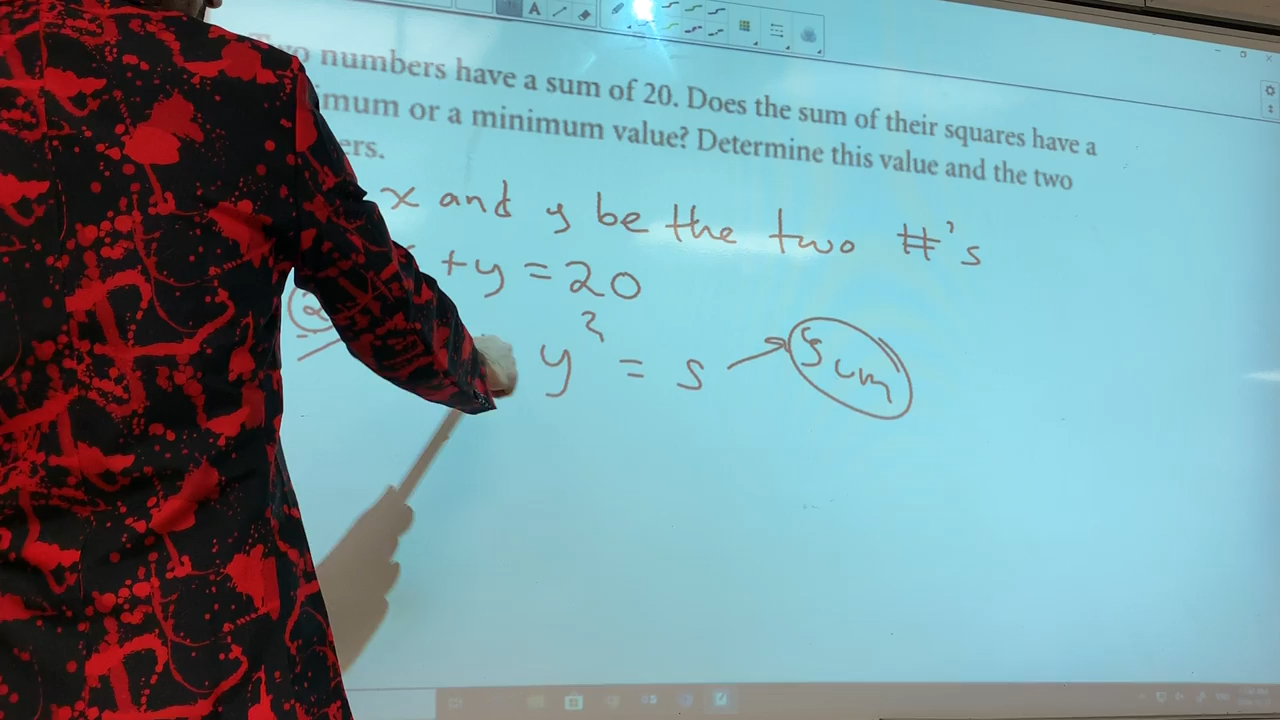 numbers have a sum of 20. Does the sum of their squares have a
mum or a minimum value? Determine this value and the two
ers.
x and y be the two #'s
+y = 20
②
y² = s → Sum